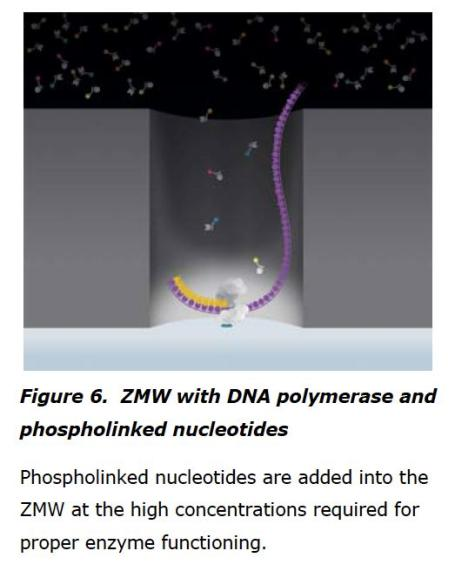 Figure 6.  ZMW with DNA polymerase and
phospholinked nucleotides
Phospholinked nucleotides are added into the
ZMW at the high concentrations required for
proper enzyme functioning.